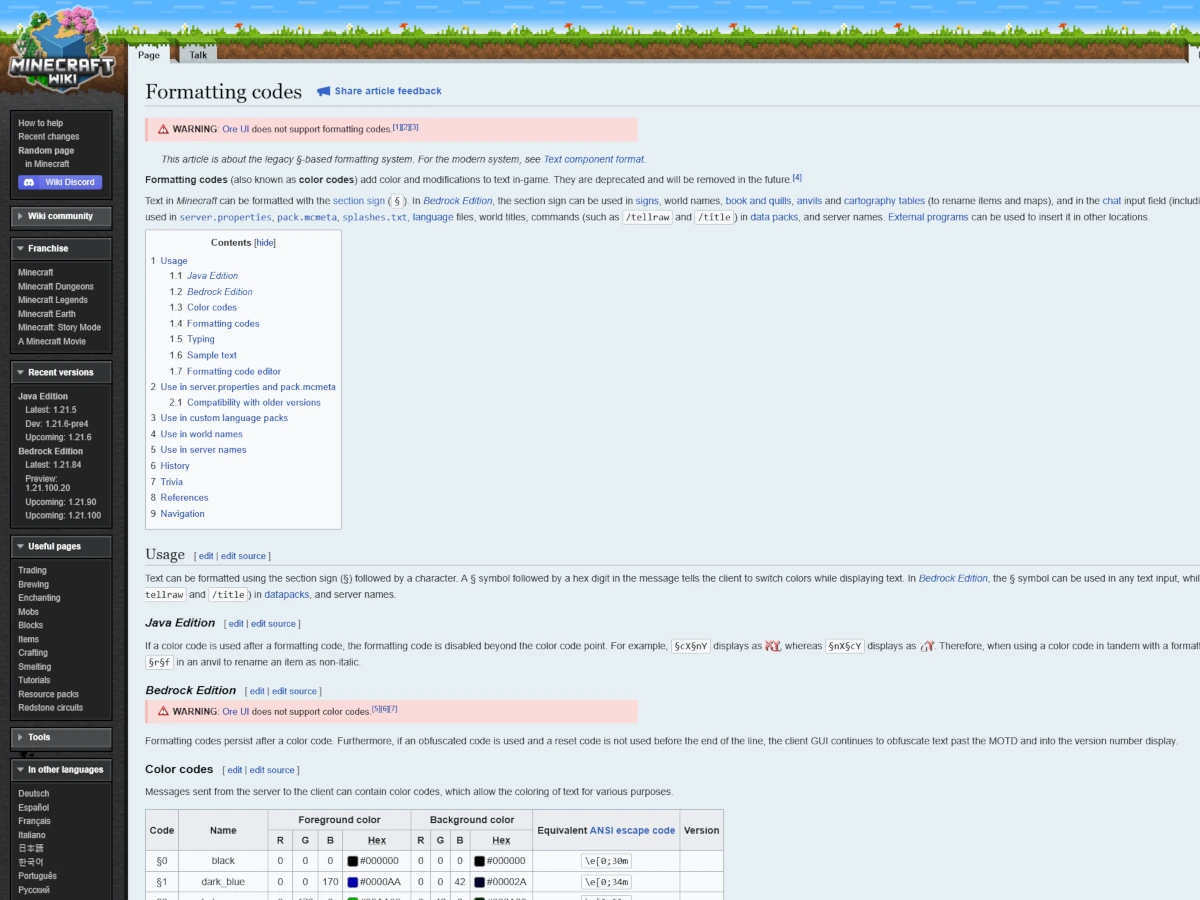 MINECRAFT
WIKI
Page
Talk
How to help
Recent changes
Random page
in Minecraft
Wiki Discord
Wiki community
Franchise
Minecraft
Minecraft Dungeons
Minecraft Legends
Minecraft Earth
Minecraft: Story Mode
A Minecraft Movie
Recent versions
Java Edition
Latest: 1.21.5
Dev: 1.21.6-pre4
Upcoming: 1.21.6
Bedrock Edition
Latest: 1.21.84
Preview:
1.21.100.20
Upcoming: 1.21.90
Upcoming: 1.21.100
Useful pages
Trading
Brewing
Enchanting
Mobs
Blocks
Items
Crafting
Smelting
Tutorials
Resource packs
Redstone circuits
Tools
In other languages
Deutsch
Español
Français
Italiano
日本語
한국어
Português
Русский
Formatting codes
Share article feedback
WARNING: Ore UI does not support formatting codes.[1][2][3]
This article is about the legacy §-based formatting system. For the modern system, see Text component format.
Formatting codes (also known as color codes) add color and modifications to text in-game. They are deprecated and will be removed in the future.[4]
Text in Minecraft can be formatted with the section sign ( § ). In Bedrock Edition, the section sign can be used in signs, world names, book and quills, anvils and cartography tables (to rename items and maps), and in the chat input field (includi
used in server.properties, pack.mcmeta, splashes.txt, language files, world titles, commands (such as /tellraw and /title ) in data packs, and server names. External programs can be used to insert it in other locations.
Contents [hide]
1 Usage
1.1 Java Edition
1.2 Bedrock Edition
1.3 Color codes
1.4 Formatting codes
1.5 Typing
1.6 Sample text
1.7 Formatting code editor
2 Use in server.properties and pack.mcmeta
2.1 Compatibility with older versions
3 Use in custom language packs
4 Use in world names
5 Use in server names
6 History
7 Trivia
8 References
9 Navigation
Usage [ edit | edit source ]
Text can be formatted using the section sign (§) followed by a character. A § symbol followed by a hex digit in the message tells the client to switch colors while displaying text. In Bedrock Edition, the § symbol can be used in any text input, whil
tellraw and /title ) in datapacks, and server names.
Java Edition [ edit | edit source ]
If a color code is used after a formatting code, the formatting code is disabled beyond the color code point. For example, §cX§nY displays as XY, whereas §nX§cY displays as XY. Therefore, when using a color code in tandem with a format
§r§f in an anvil to rename an item as non-italic.
Bedrock Edition [ edit | edit source ]
WARNING: Ore UI does not support color codes.[5][6][7]
Formatting codes persist after a color code. Furthermore, if an obfuscated code is used and a reset code is not used before the end of the line, the client GUI continues to obfuscate text past the MOTD and into the version number display.
Color codes [ edit | edit source ]
Messages sent from the server to the client can contain color codes, which allow the coloring of text for various purposes.
Code Name Foreground color Background color Equivalent ANSI escape code Version
R G B Hex R G B Hex
§0 black 0 0 0 #000000 0 0 0 #000000 \e[0;30m
§1 dark_blue 0 0 170 #0000AA 0 0 42 #00002A \e[0;34m